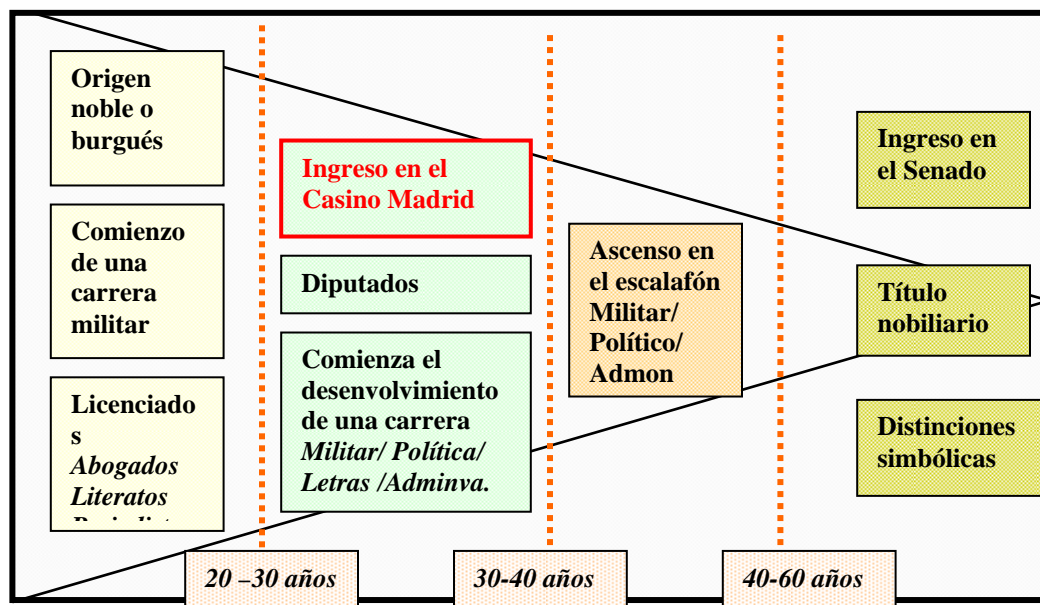 Origen
noble o
burgués
Comienzo
de una
carrera
militar
Licenciado
s
Abogados
Literatos
Ingreso en el
Casino Madrid
Diputados
Comienza el
desenvolvimiento
de una carrera
Militar/ Política/
Letras /Adminva.
Ascenso en
el escalafón
Militar/
Político/
Admon
Ingreso en
el Senado
Título
nobiliario
Distinciones
simbólicas
20 –30 años
30-40 años
40-60 años